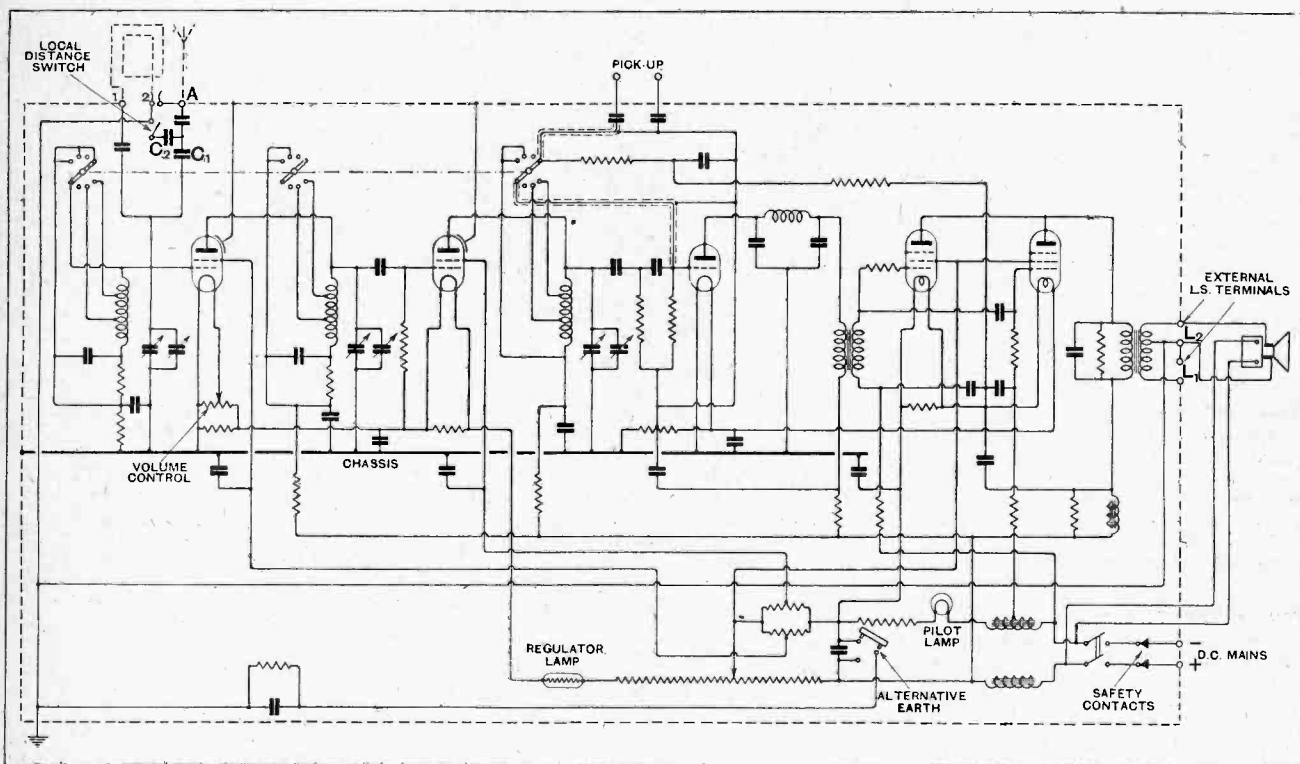 LOCAL
DISTANCE
SWITCH
PICK-UP
1
2
A
C2
C1
EXTERNAL
L.S. TERMINALS
L2
L1
VOLUME
CONTROL
CHASSIS
REGULATOR
LAMP
PILOT
LAMP
ALTERNATIVE
EARTH
−
D.C. MAINS
+
SAFETY
CONTACTS